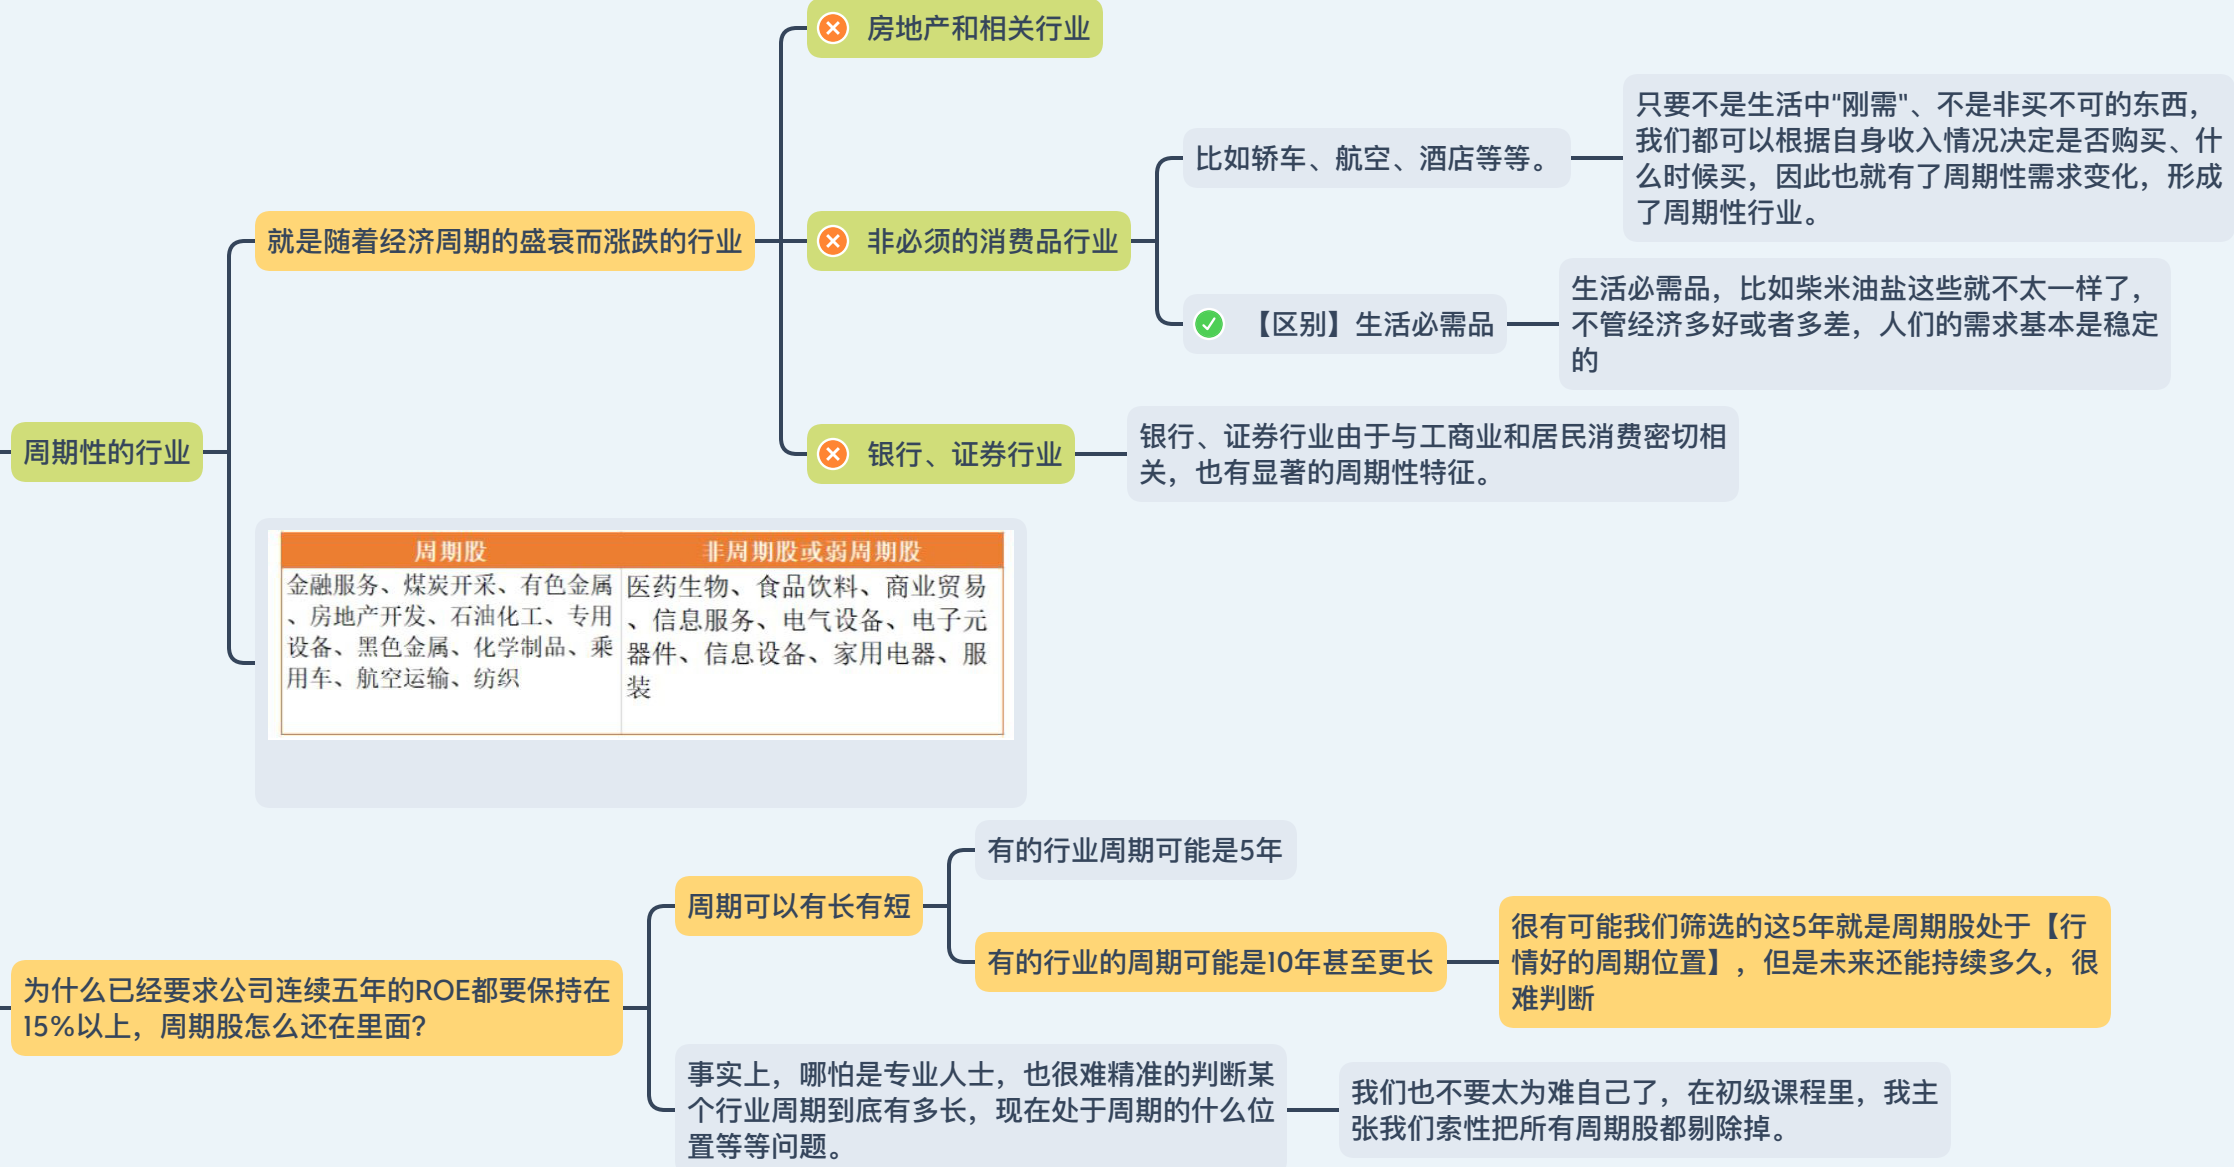 房地产和相关行业
只要不是生活中“刚需"、不是非买不可的东西，
我们都可以根据自身收入情况决定是否购买、什
么时候买，因此也就有了周期性需求变化，形成
了周期性行业。
比如轿车、航空、酒店等等。
就是随着经济周期的盛衰而涨跌的行业
非必须的消费品行业
生活必需品，比如柴米油盐这些就不太一样了，
不管经济多好或者多差，人们的需求基本是稳定
的
【区别】生活必需品
周期性的行业
银行、证券行业
银行、证券行业由于与工商业和居民消费密切相
关，也有显著的周期性特征。
周期股
非周期股或弱周期股
金融服务、煤炭开采、有色金属
、房地产开发、石油化工、专用
设备、黑色金属、化学制品、乘
用车、航空运输、纺织
医药生物、食品饮料、商业贸易
、信息服务、电气设备、电子元
器件、信息设备、家用电器、服
装
有的行业周期可能是5年
周期可以有长有短
有的行业的周期可能是10年甚至更长
很有可能我们筛选的这5年就是周期股处于【行
情好的周期位置】，但是未来还能持续多久，很
难判断
为什么已经要求公司连续五年的ROE都要保持在
15%以上，周期股怎么还在里面?
事实上，哪怕是专业人士，也很难精准的判断某
个行业周期到底有多长，现在处于周期的什么位
置等等问题。
我们也不要太为难自己了，在初级课程里，我主
张我们索性把所有周期股都剔除掉。